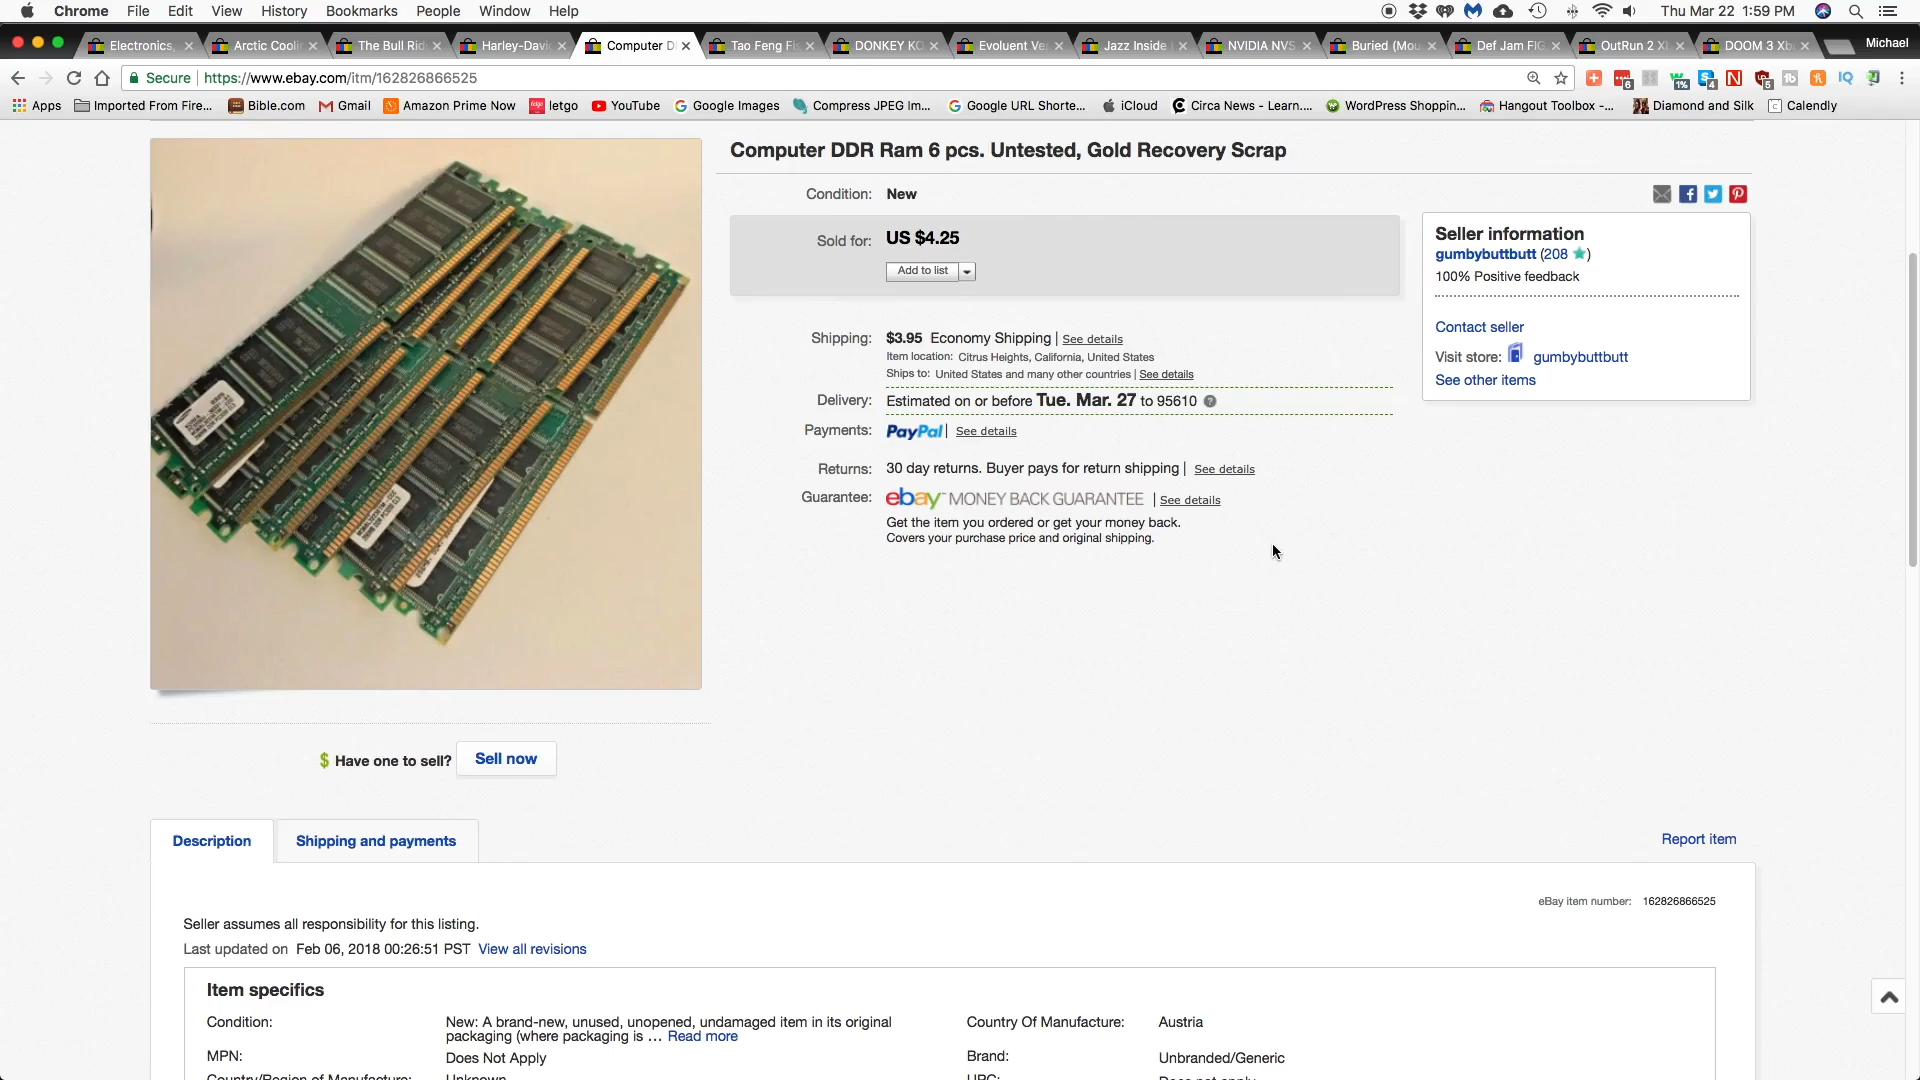 Chrome File Edit View History Bookmarks People Window Help Thu Mar 22 1:59 PM
Electronics, Arctic Coolin The Bull Rid Harley-David Computer D Tao Feng Fi DONKEY KO Evoluent Ve Jazz Inside NVIDIA NVS Buried (Mou Def Jam FIG OutRun 2 X DOOM 3 Xb Michael
Secure https://www.ebay.com/itm/162826866525
Apps Imported From Fire... Bible.com Gmail Amazon Prime Now letgo YouTube Google Images Compress JPEG Im... Google URL Shorte... iCloud Circa News - Learn.... WordPress Shoppin... Hangout Toolbox -... Diamond and Silk Calendly
Computer DDR Ram 6 pcs. Untested, Gold Recovery Scrap
Condition: New
Sold for: US $4.25
Add to list
Shipping: $3.95 Economy Shipping | See details
Item location: Citrus Heights, California, United States
Ships to: United States and many other countries | See details
Delivery: Estimated on or before Tue. Mar. 27 to 95610
Payments: PayPal | See details
Returns: 30 day returns. Buyer pays for return shipping | See details
Guarantee: ebay MONEY BACK GUARANTEE | See details
Get the item you ordered or get your money back.
Covers your purchase price and original shipping.
Seller information
gumbybuttbutt (208 )
100% Positive feedback
Contact seller
Visit store: gumbybuttbutt
See other items
$ Have one to sell? Sell now
Description Shipping and payments Report item
eBay item number: 162826866525
Seller assumes all responsibility for this listing.
Last updated on Feb 06, 2018 00:26:51 PST View all revisions
Item specifics
Condition: New: A brand-new, unused, unopened, undamaged item in its original packaging (where packaging is ... Read more
Country Of Manufacture: Austria
MPN: Does Not Apply Brand: Unbranded/Generic
Country/Region of Manufacture: Unknown UPC: Does not apply